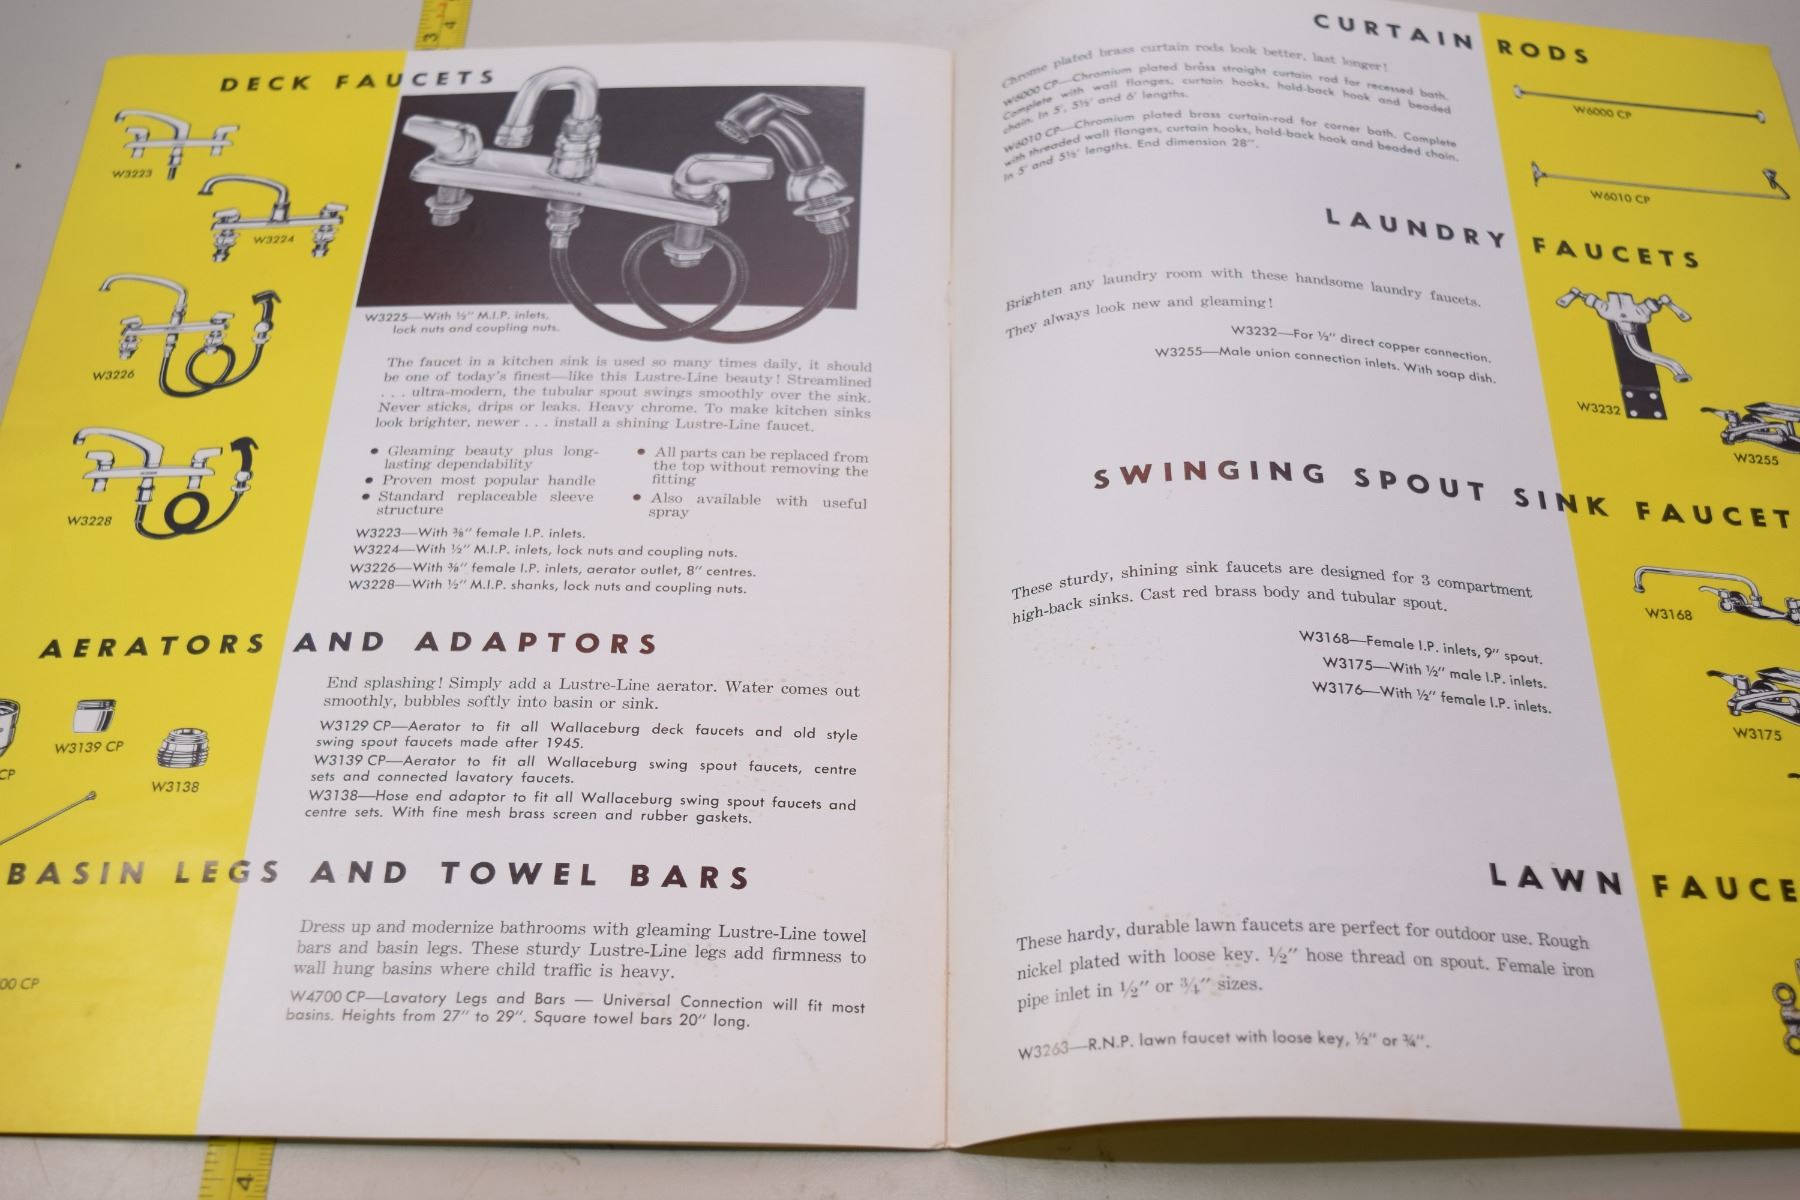 DECK FAUCETS
W3223
W3224
W3226
W3228
W3225—With ½" M.I.P. inlets,
lock nuts and coupling nuts.
The faucet in a kitchen sink is used so many times daily, it should
be one of today's finest—like this Lustre-Line beauty! Streamlined
. . . ultra-modern, the tubular spout swings smoothly over the sink.
Never sticks, drips or leaks. Heavy chrome. To make kitchen sinks
look brighter, newer . . . install a shining Lustre-Line faucet.
• Gleaming beauty plus long-
lasting dependability
• Proven most popular handle
• Standard replaceable sleeve
structure
• All parts can be replaced from
the top without removing the
fitting
• Also available with useful
spray
W3223—With ⅜" female I.P. inlets.
W3224—With ½" M.I.P. inlets, lock nuts and coupling nuts.
W3226—With ⅜" female I.P. inlets, aerator outlet, 8" centres.
W3228—With ½" M.I.P. shanks, lock nuts and coupling nuts.
AERATORS AND ADAPTORS
CP
W3139 CP
W3138
End splashing! Simply add a Lustre-Line aerator. Water comes out
smoothly, bubbles softly into basin or sink.
W3129 CP—Aerator to fit all Wallaceburg deck faucets and old style
swing spout faucets made after 1945.
W3139 CP—Aerator to fit all Wallaceburg swing spout faucets, centre
sets and connected lavatory faucets.
W3138—Hose end adaptor to fit all Wallaceburg swing spout faucets and
centre sets. With fine mesh brass screen and rubber gaskets.
BASIN LEGS AND TOWEL BARS
00 CP
Dress up and modernize bathrooms with gleaming Lustre-Line towel
bars and basin legs. These sturdy Lustre-Line legs add firmness to
wall hung basins where child traffic is heavy.
W4700 CP—Lavatory Legs and Bars — Universal Connection will fit most
basins. Heights from 27" to 29". Square towel bars 20" long.
CURTAIN RODS
Chrome plated brass curtain rods look better, last longer!
W6000 CP—Chromium plated brass straight curtain rod for recessed bath.
Complete with wall flanges, curtain hooks, hold-back hook and beaded
chain. In 5', 5½' and 6' lengths.
W6010 CP—Chromium plated brass curtain-rod for corner bath. Complete
with threaded wall flanges, curtain hooks, hold-back hook and beaded chain.
In 5' and 5½' lengths. End dimension 28".
W6000 CP
W6010 CP
LAUNDRY FAUCETS
Brighten any laundry room with these handsome laundry faucets.
They always look new and gleaming!
W3232—For ½" direct copper connection.
W3255—Male union connection inlets. With soap dish.
W3232
W3255
SWINGING SPOUT SINK FAUCET
These sturdy, shining sink faucets are designed for 3 compartment
high-back sinks. Cast red brass body and tubular spout.
W3168—Female I.P. inlets, 9" spout.
W3175—With ½" male I.P. inlets.
W3176—With ½" female I.P. inlets.
W3168
W3175
LAWN FAUCE
These hardy, durable lawn faucets are perfect for outdoor use. Rough
nickel plated with loose key. ½" hose thread on spout. Female iron
pipe inlet in ½" or ¾" sizes.
W3263—R.N.P. lawn faucet with loose key, ½" or ¾".
3
4
4